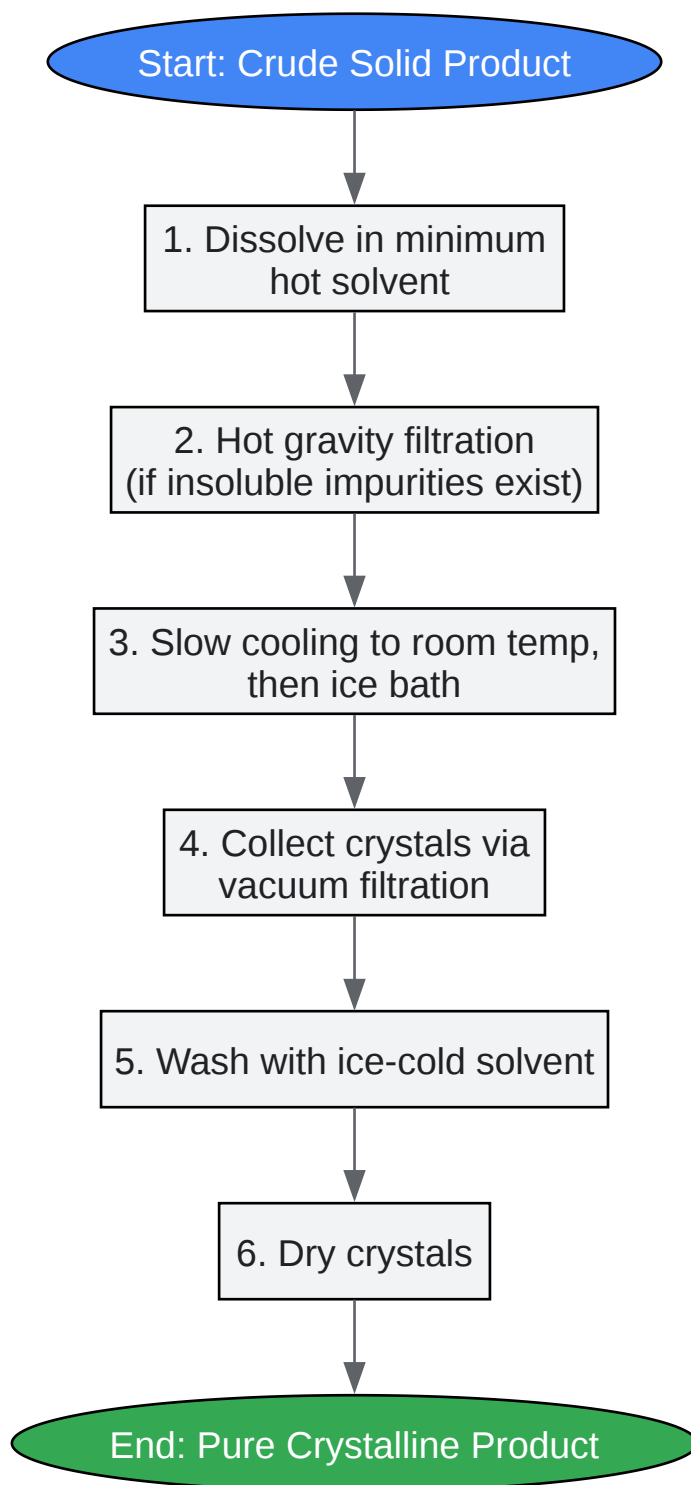 Start: Crude Solid Product
1. Dissolve in minimum
hot solvent
2. Hot gravity filtration
(if insoluble impurities exist)
3. Slow cooling to room temp,
then ice bath
4. Collect crystals via
vacuum filtration
5. Wash with ice-cold solvent
6. Dry crystals
End: Pure Crystalline Product